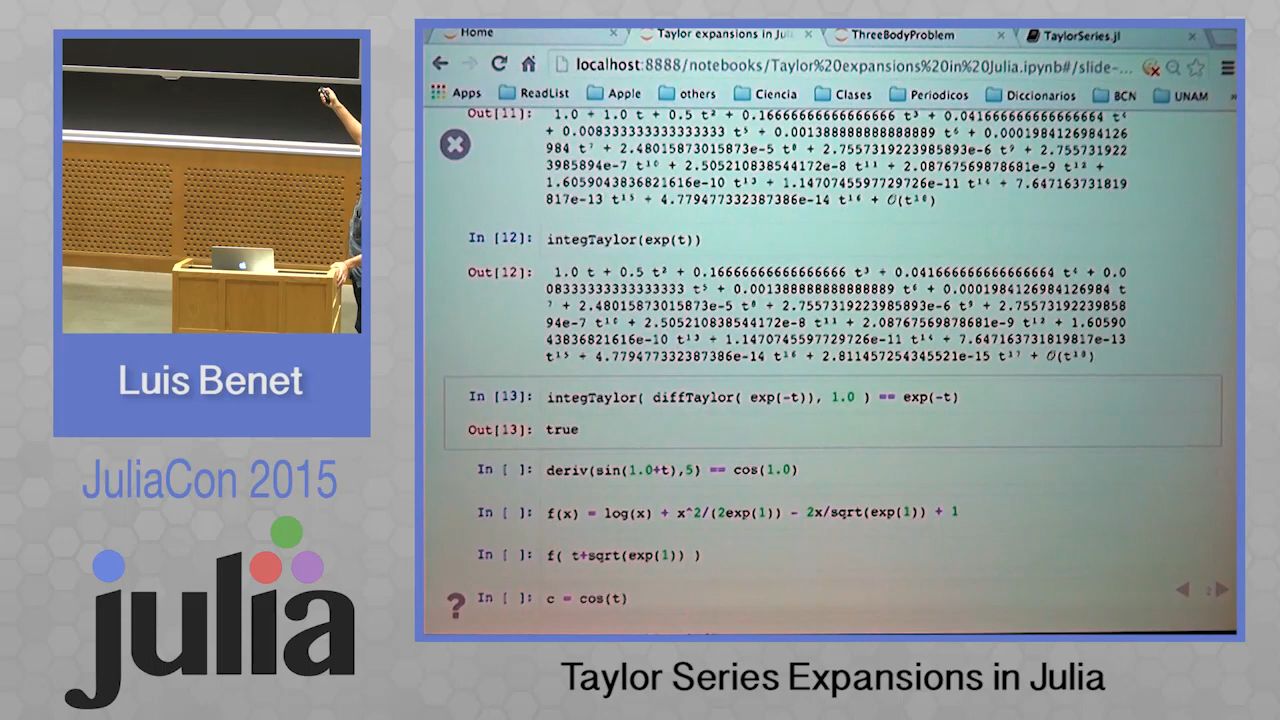 Home
Taylor expansions in Juli
ThreeBodyProblem
TaylorSeries.jl
localhost:8888/notebooks/Taylor%20expansions%20in%20Julia.ipynb#/slide-...
Apps ReadList Apple others Ciencia Clases Periodicos Diccionarios BCN UNAM »
Out[11]: 1.0 + 1.0 t + 0.5 t² + 0.16666666666666666 t³ + 0.041666666666666664 t⁴
+ 0.008333333333333333 t⁵ + 0.001388888888888889 t⁶ + 0.0001984126984126
984 t⁷ + 2.48015873015873e-5 t⁸ + 2.7557319223985893e-6 t⁹ + 2.755731922
3985894e-7 t¹⁰ + 2.505210838544172e-8 t¹¹ + 2.08767569878681e-9 t¹² +
1.6059043836821616e-10 t¹³ + 1.1470745597729726e-11 t¹⁴ + 7.647163731819
817e-13 t¹⁵ + 4.779477332387386e-14 t¹⁶ + 𝒪(t¹⁸)
In [12]: integTaylor(exp(t))
Out[12]: 1.0 t + 0.5 t² + 0.16666666666666666 t³ + 0.041666666666666664 t⁴ + 0.0
083333333333333333 t⁵ + 0.001388888888888889 t⁶ + 0.0001984126984126984 t
⁷ + 2.48015873015873e-5 t⁸ + 2.7557319223985893e-6 t⁹ + 2.75573192239858
94e-7 t¹⁰ + 2.505210838544172e-8 t¹¹ + 2.08767569878681e-9 t¹² + 1.60590
43836821616e-10 t¹³ + 1.1470745597729726e-11 t¹⁴ + 7.647163731819817e-13
t¹⁵ + 4.779477332387386e-14 t¹⁶ + 2.811457254345521e-15 t¹⁷ + 𝒪(t¹⁸)
In [13]: integTaylor( diffTaylor( exp(-t)), 1.0 ) == exp(-t)
Out[13]: true
In [ ]: deriv(sin(1.0+t),5) == cos(1.0)
In [ ]: f(x) = log(x) + x^2/(2exp(1)) - 2x/sqrt(exp(1)) + 1
In [ ]: f( t+sqrt(exp(1)) )
In [ ]: c = cos(t)
?
Luis Benet
JuliaCon 2015
julia
Taylor Series Expansions in Julia